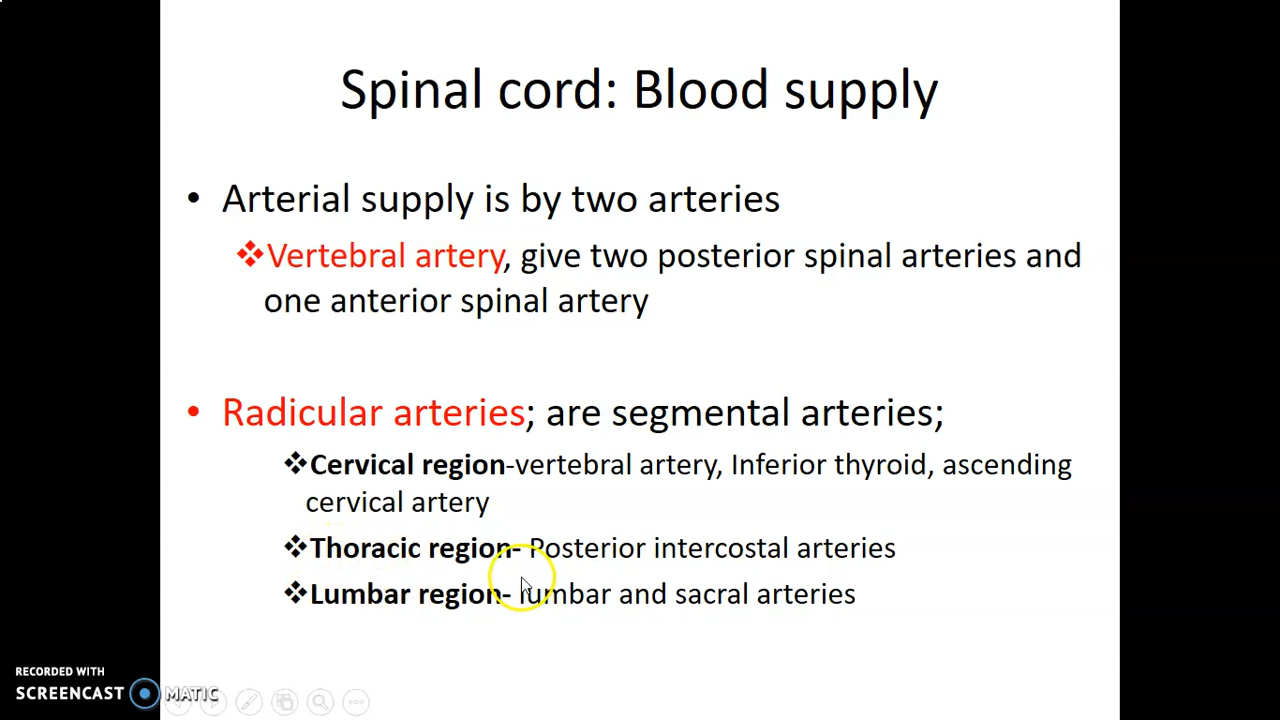 Spinal cord: Blood supply
• Arterial supply is by two arteries
❖Vertebral artery, give two posterior spinal arteries and
one anterior spinal artery
• Radicular arteries; are segmental arteries;
❖Cervical region-vertebral artery, Inferior thyroid, ascending
cervical artery
❖Thoracic region- Posterior intercostal arteries
❖Lumbar region- lumbar and sacral arteries
RECORDED WITH
SCREENCAST MATIC